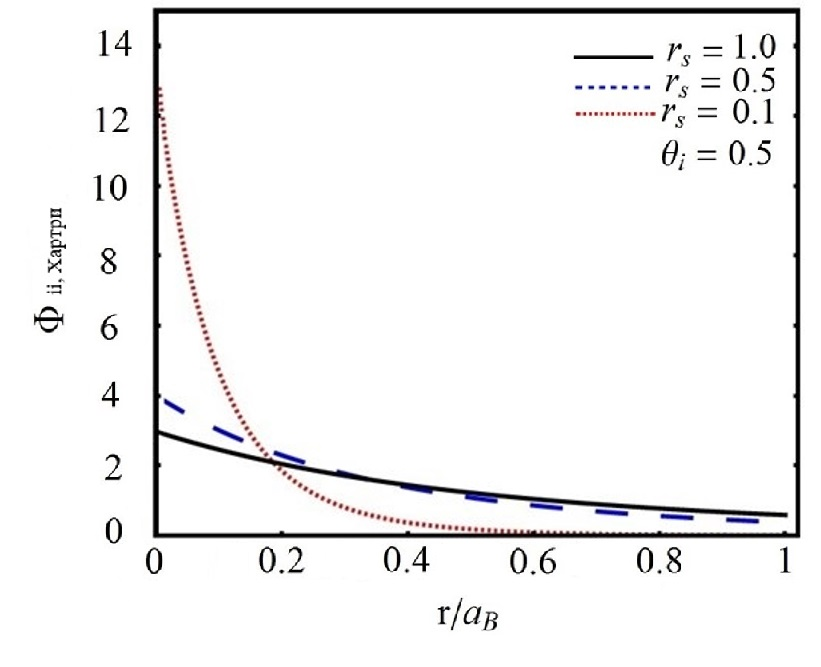 14
12
10
8
6
4
2
0
Φ ii, Хартри
r_s = 1.0
r_s = 0.5
r_s = 0.1
θ_i = 0.5
0 0.2 0.4 0.6 0.8 1
r/a_B